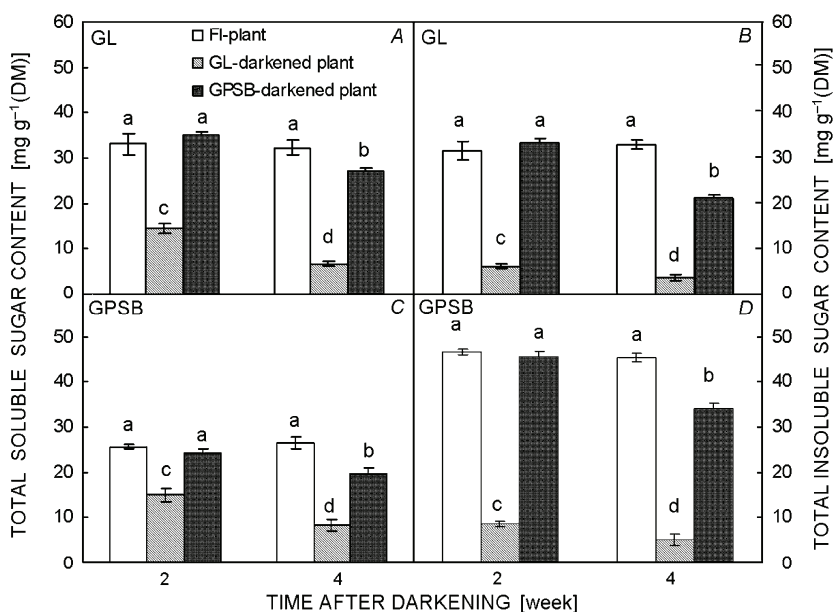 TOTAL SOLUBLE SUGAR CONTENT [mg g⁻¹(DM)]
TOTAL INSOLUBLE SUGAR CONTENT [mg g⁻¹(DM)]
60
50
40
30
20
10
0
GL
A
FI-plant
GL-darkened plant
GPSB-darkened plant
a
a
a
b
c
d
GL
B
60
50
40
30
20
10
0
a
a
a
b
c
d
GPSB
C
50
40
30
20
10
0
a
a
a
b
c
d
GPSB
D
50
40
30
20
10
0
a
a
a
b
c
d
2
4
2
4
TIME AFTER DARKENING [week]